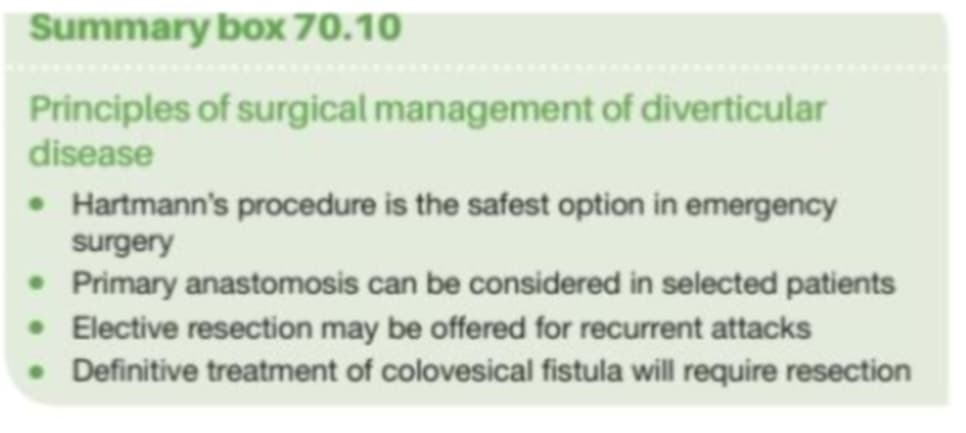 Summary box 70.10
Principles of surgical management of diverticular
disease
• Hartmann's procedure is the safest option in emergency
surgery
• Primary anastomosis can be considered in selected patients
• Elective resection may be offered for recurrent attacks
• Definitive treatment of colovesical fistula will require resection